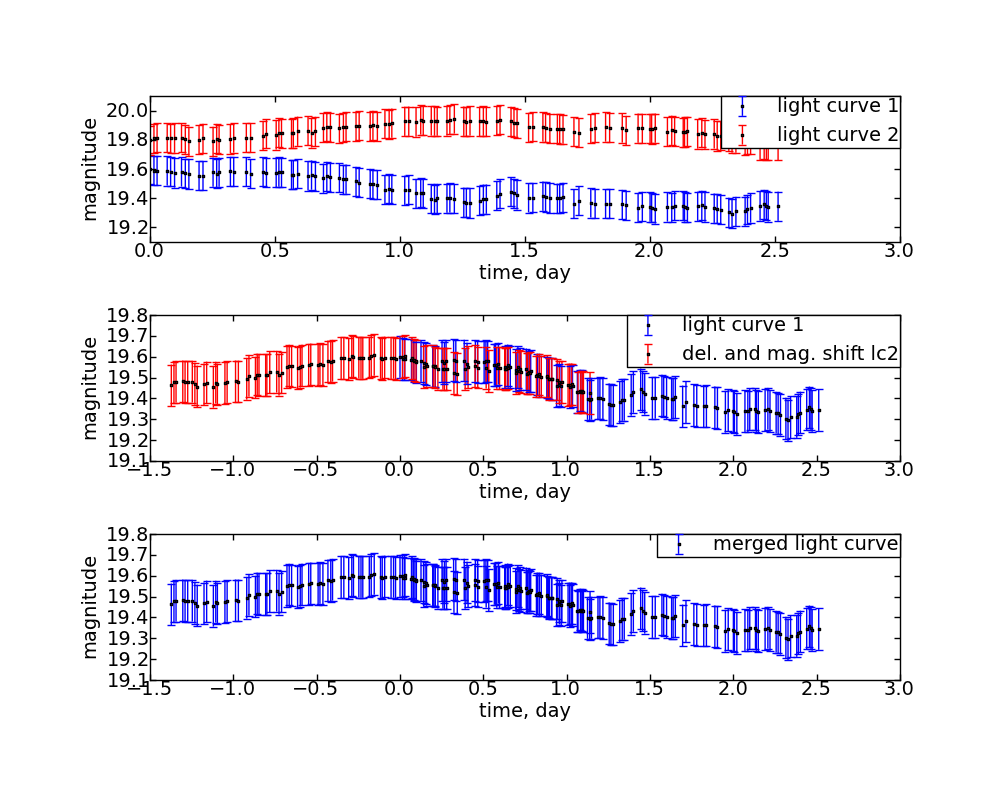 20.0
19.8
19.6
19.4
19.2
magnitude
light curve 1
light curve 2
0.0 0.5 1.0 1.5 2.0 2.5 3.0
time, day
19.8
19.7
19.6
19.5
19.4
19.3
19.2
19.1
magnitude
light curve 1
del. and mag. shift lc2
−1.5 −1.0 −0.5 0.0 0.5 1.0 1.5 2.0 2.5 3.0
time, day
19.8
19.7
19.6
19.5
19.4
19.3
19.2
19.1
magnitude
merged light curve
−1.5 −1.0 −0.5 0.0 0.5 1.0 1.5 2.0 2.5 3.0
time, day